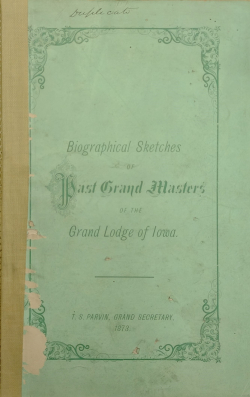 Duplicate
Biographical Sketches
OF
Past Grand Masters
OF THE
Grand Lodge of Iowa.
PARVIN, GRAND SECRETARY.